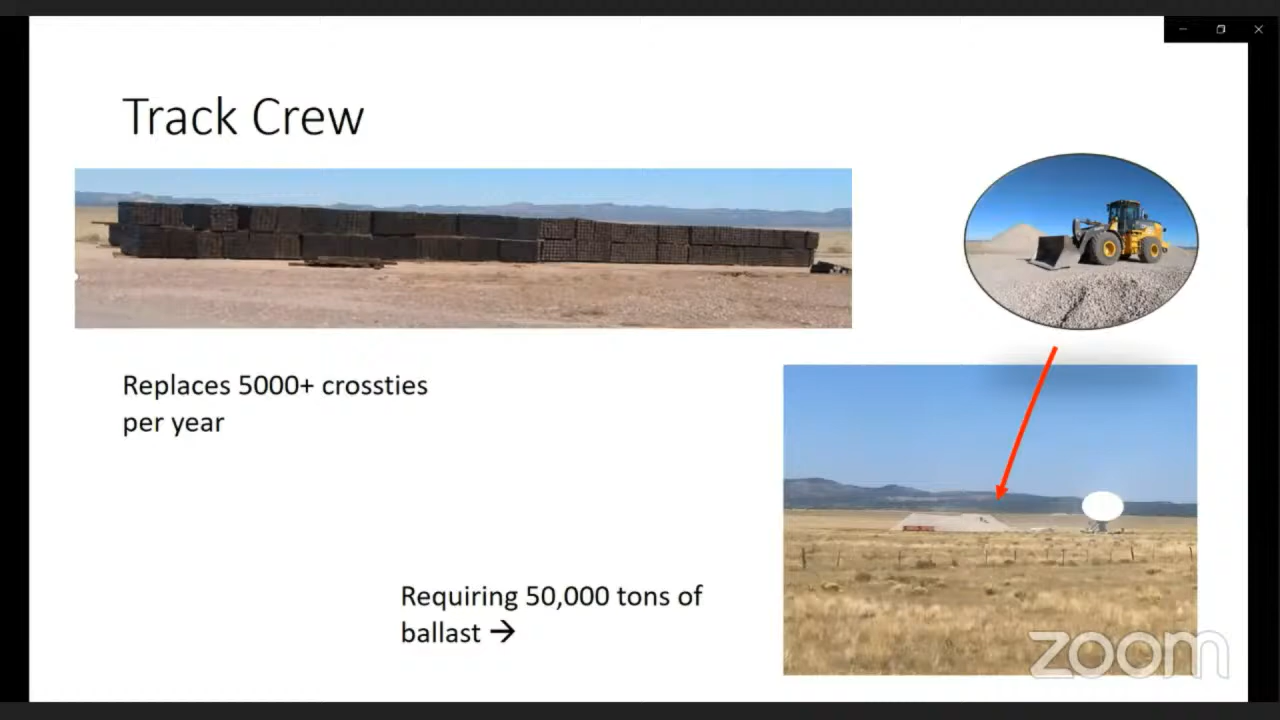 Track Crew
Replaces 5000+ crossties
per year
Requiring 50,000 tons of
ballast →
zoom